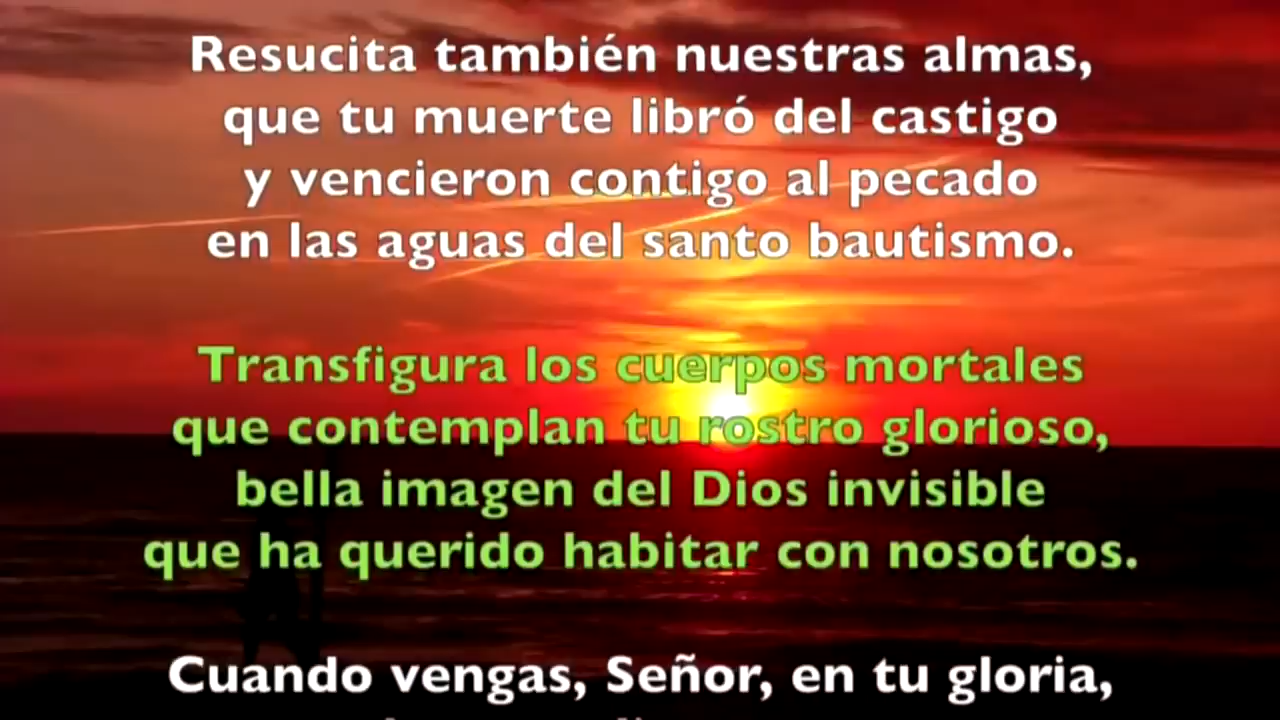 Resucita también nuestras almas,
que tu muerte libró del castigo
y vencieron contigo al pecado
en las aguas del santo bautismo.
Transfigura los cuerpos mortales
que contemplan tu rostro glorioso,
bella imagen del Dios invisible
que ha querido habitar con nosotros.
Cuando vengas, Señor, en tu gloria,